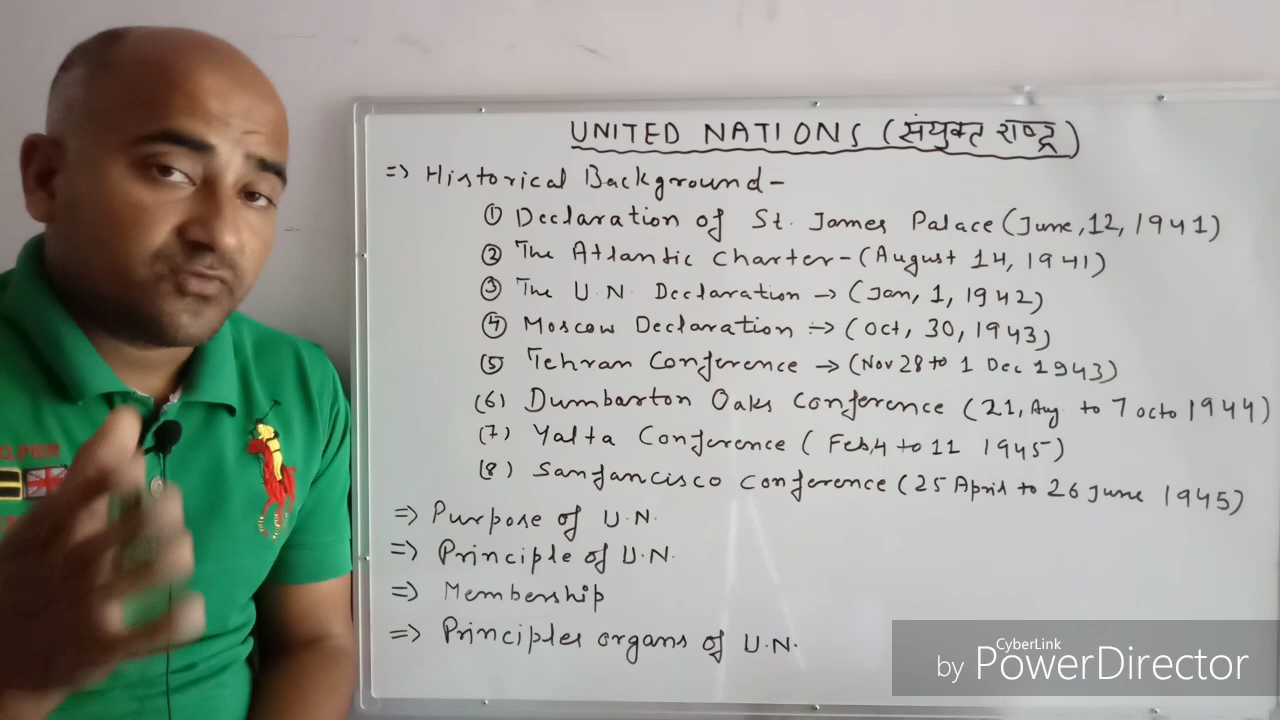 UNITED NATIONS (संयुक्त राष्ट्र)
=> Historical Background-
① Declaration of St. James Palace (June, 12, 1941)
② The Atlantic Charter - (August 14, 1941)
③ The U.N. Declaration → (Jan, 1, 1942)
④ Moscow Declaration → (Oct, 30, 1943)
(5) Tehran Conference → (Nov 28 to 1 Dec 1943)
(6) Dumbarton Oaks Conference (21, Aug. to 7 octo 1944)
(7) Yalta Conference ( Feb,4 to 11 1945)
(8) Sanfancisco conference (25 April to 26 June 1945)
=> Purpose of U.N.
=> Principle of U.N.
=> Membership
=> Principles organs of U.N.
PIER
CyberLink
by PowerDirector